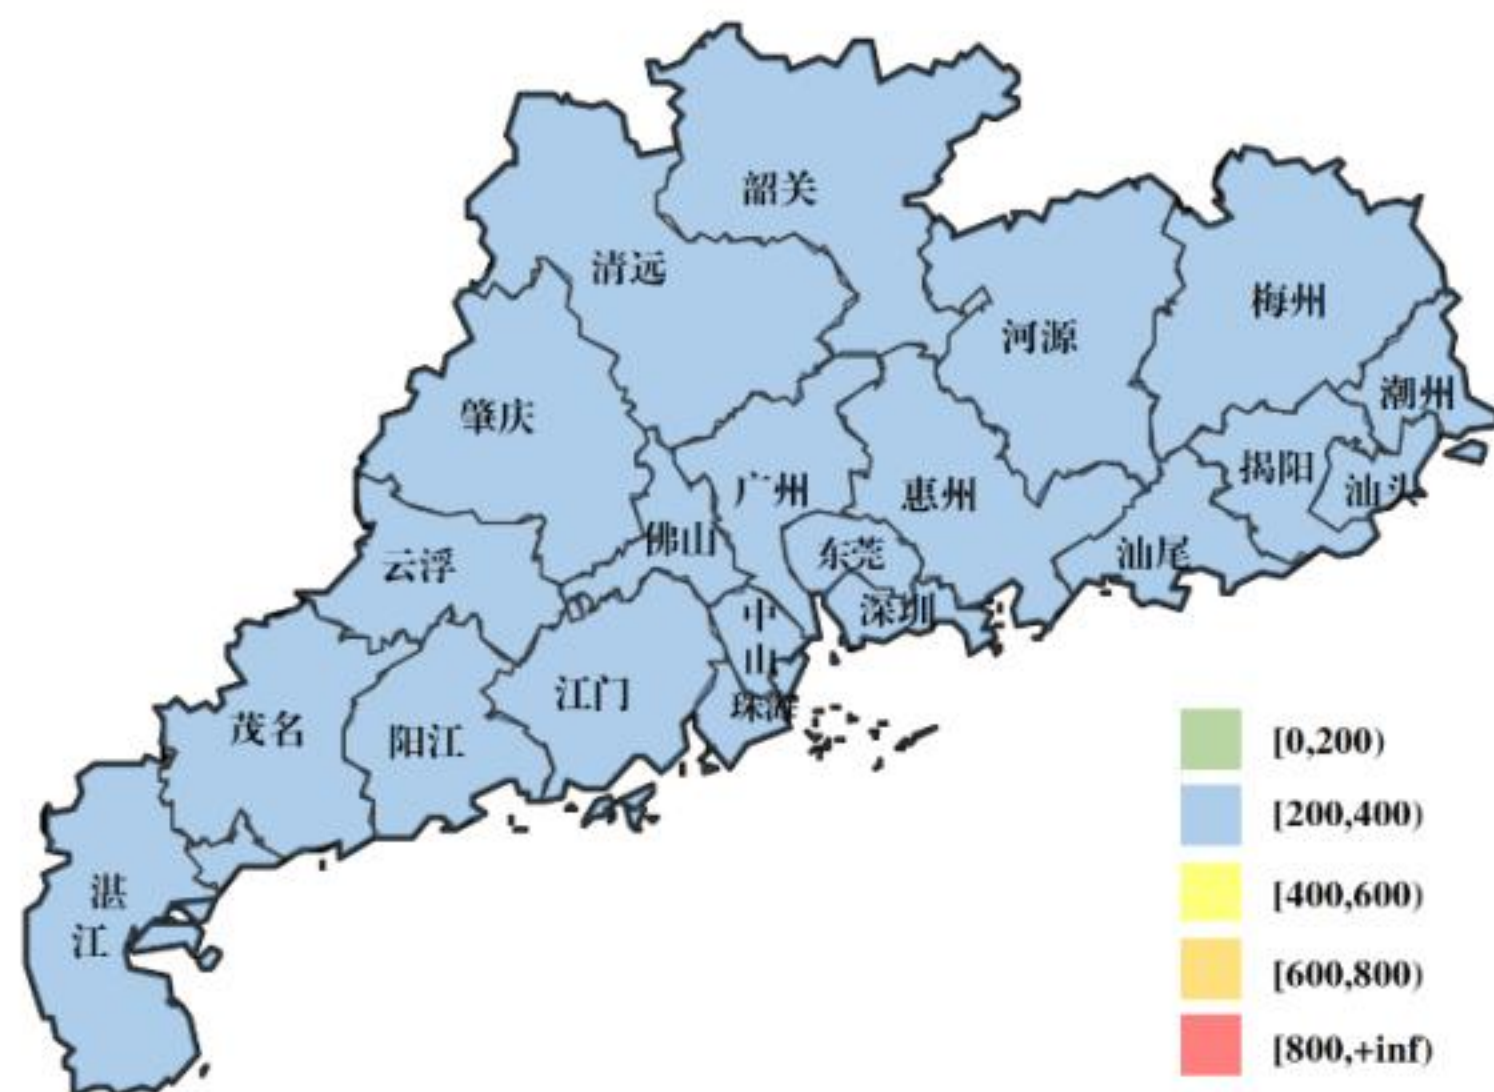 韶关
清远
梅州
河源
潮州
肇庆
揭阳
广州
惠州
汕头
佛山
东莞
汕尾
云浮
深圳
中
山
江门
珠海
茂名
阳江
湛
江
[0,200)
[200,400)
[400,600)
[600,800)
[800,+inf)